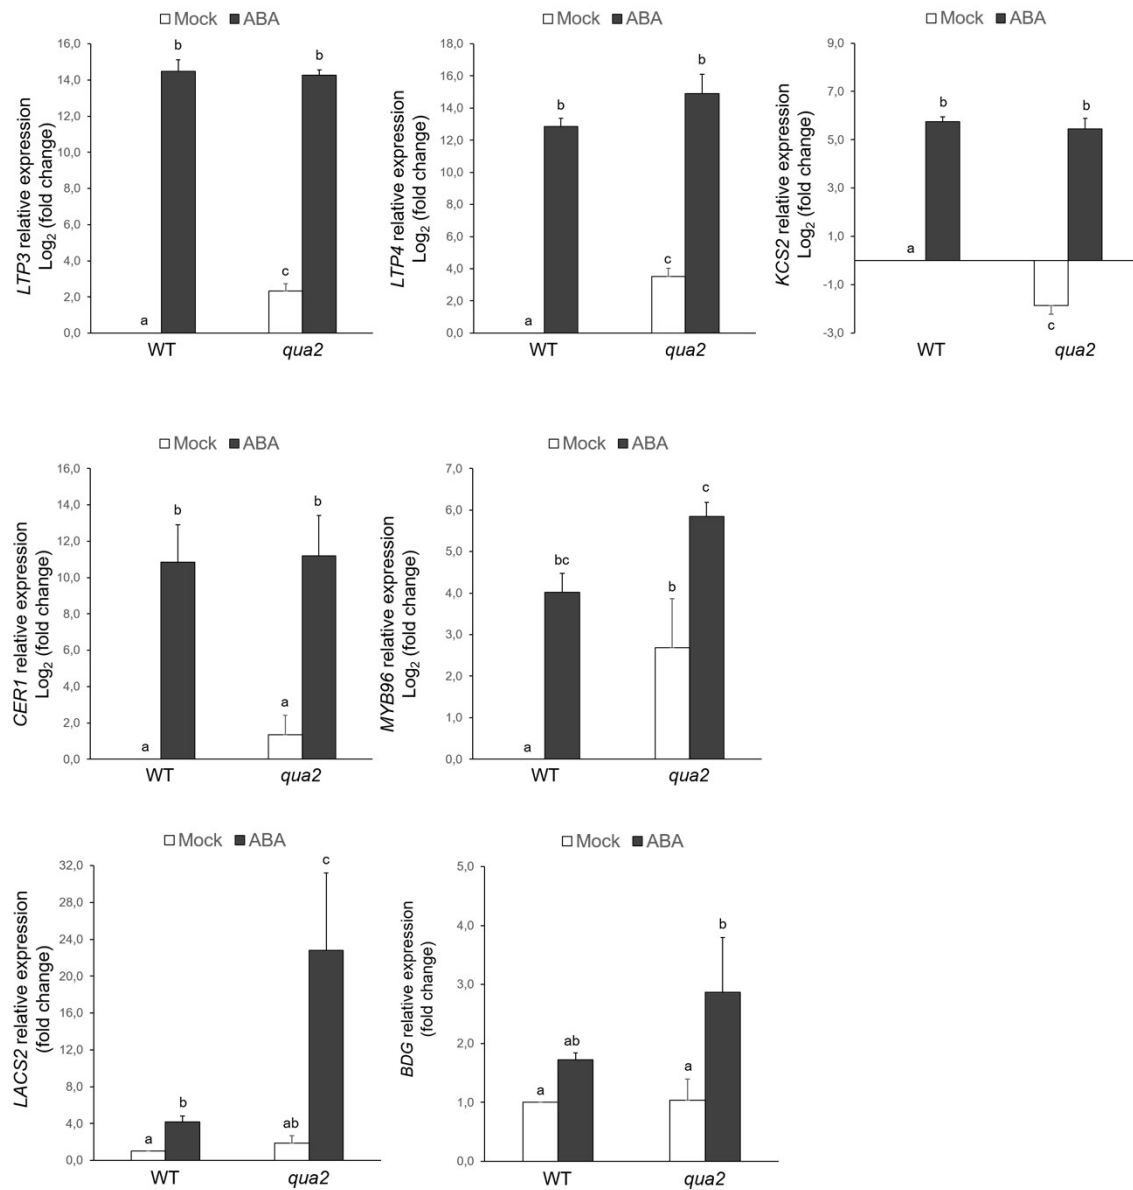 Mock ABA
LTP3 relative expression
Log2 (fold change)
16,0
14,0
12,0
10,0
8,0
6,0
4,0
2,0
0,0
a
b
c
b
WT
qua2
Mock ABA
LTP4 relative expression
Log2 (fold change)
18,0
16,0
14,0
12,0
10,0
8,0
6,0
4,0
2,0
0,0
a
b
c
b
WT
qua2
Mock ABA
KCS2 relative expression
Log2 (fold change)
9,0
7,0
5,0
3,0
1,0
-1,0
-3,0
a
b
c
b
WT
qua2
Mock ABA
CER1 relative expression
Log2 (fold change)
16,0
14,0
12,0
10,0
8,0
6,0
4,0
2,0
0,0
a
b
a
b
WT
qua2
Mock ABA
MYB96 relative expression
Log2 (fold change)
7,0
6,0
5,0
4,0
3,0
2,0
1,0
0,0
a
bc
b
c
WT
qua2
Mock ABA
LACS2 relative expression
(fold change)
32,0
28,0
24,0
20,0
16,0
12,0
8,0
4,0
0,0
a
b
ab
c
WT
qua2
Mock ABA
BDG relative expression
(fold change)
5,0
4,0
3,0
2,0
1,0
0,0
a
ab
a
b
WT
qua2